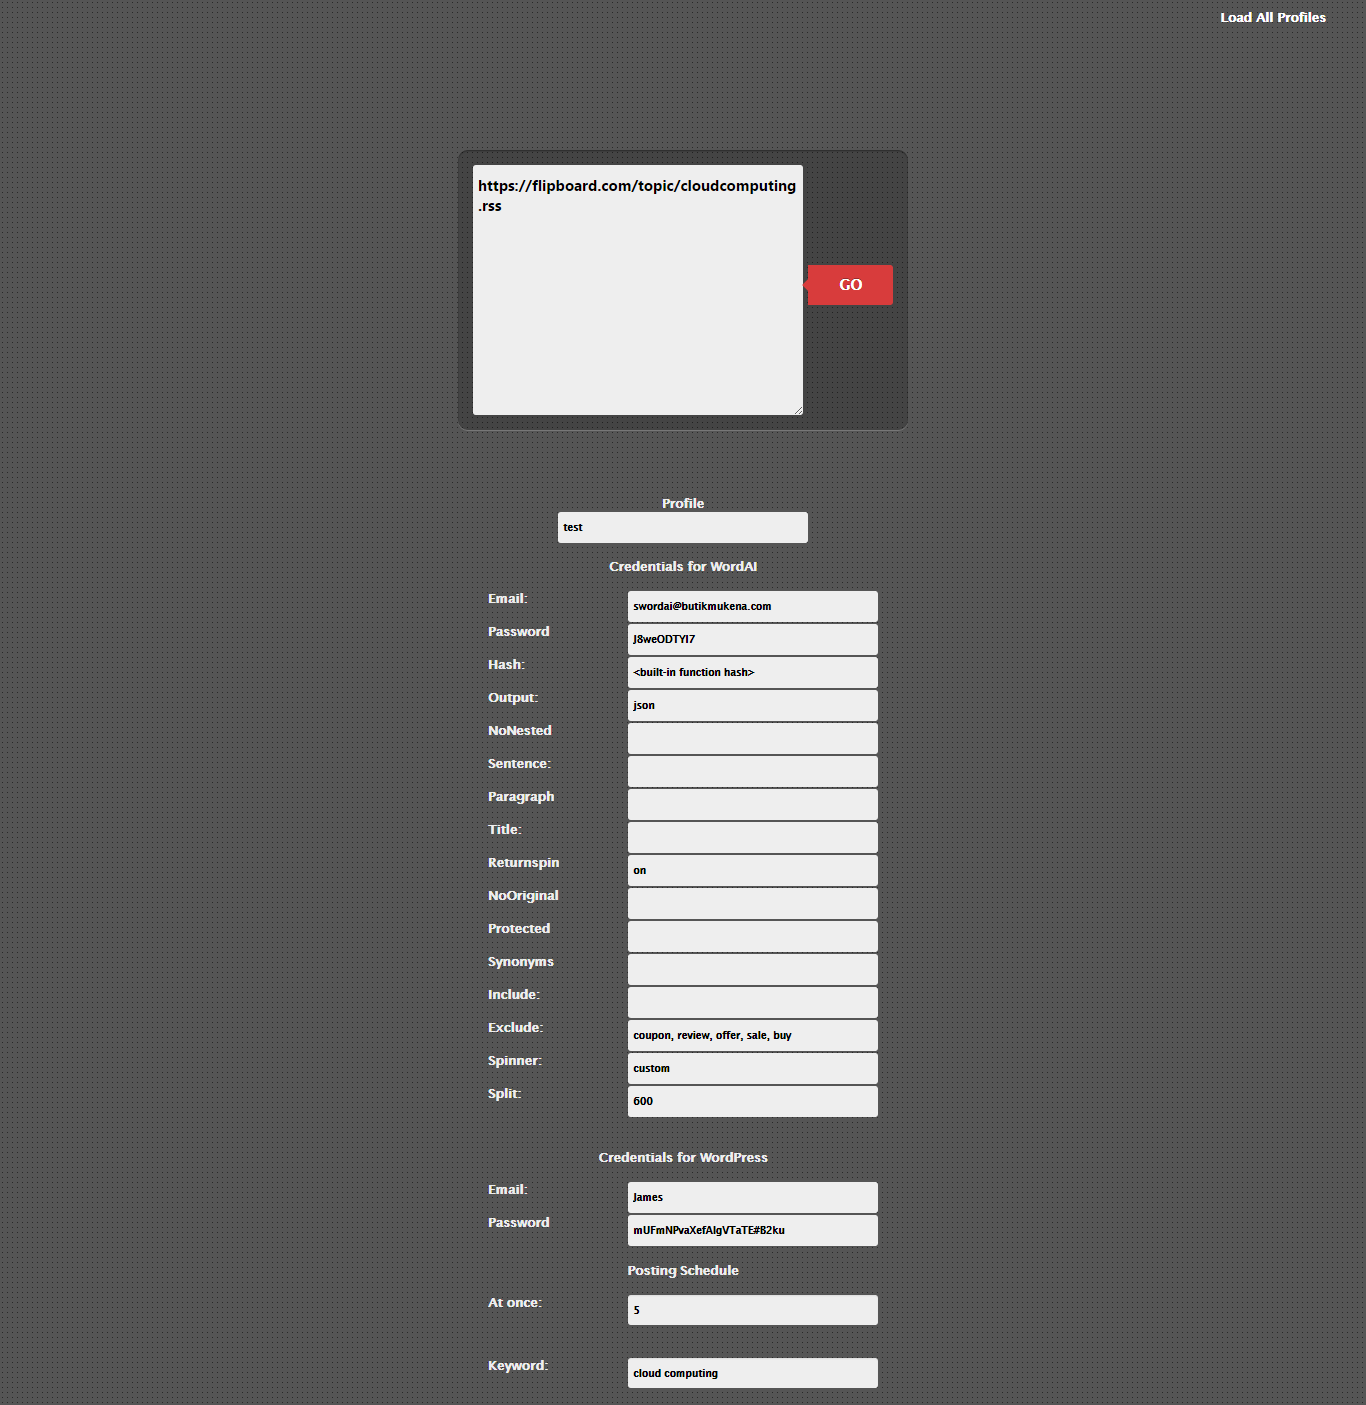 Load All Profiles
https://flipboard.com/topic/cloudcomputing
.rss
GO
Profile
test
Credentials for WordAI
Email: swordai@butikmukena.com
Password J8weODTYI7
Hash: <built-in function hash>
Output: json
NoNested
Sentence:
Paragraph
Title:
Returnspin on
NoOriginal
Protected
Synonyms
Include:
Exclude: coupon, review, offer, sale, buy
Spinner: custom
Split: 600
Credentials for WordPress
Email: James
Password mUFmNPvaXefAlgVTaTE#B2ku
Posting Schedule
At once: 5
Keyword: cloud computing